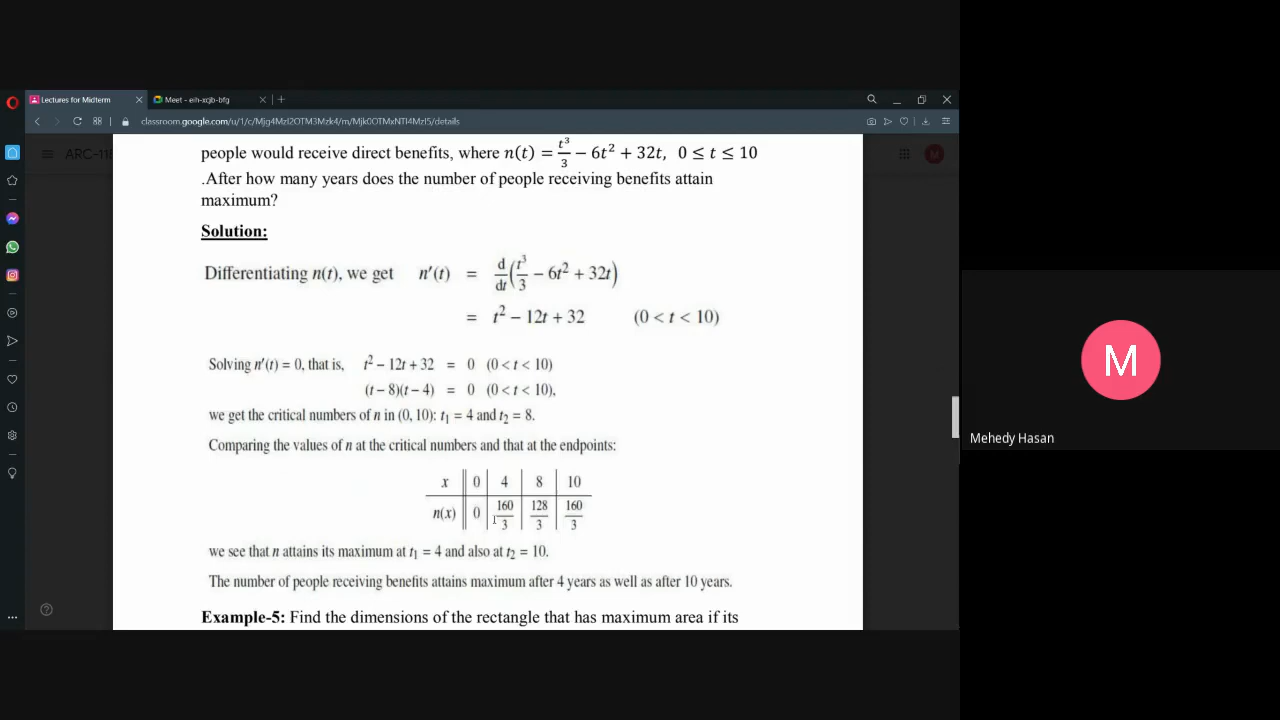 Lectures for Midterm
Meet - eih-xqjb-bfg
classroom.google.com/u/1/c/Mjg4MzI2OTM3Mzk4/m/Mjk0OTMxNTI4MzI5/details
people would receive direct benefits, where n(t) = t³/3 − 6t² + 32t, 0 ≤ t ≤ 10
.After how many years does the number of people receiving benefits attain
maximum?
Solution:
Differentiating n(t), we get n′(t) = d/dt(t³/3 − 6t² + 32t)
= t² − 12t + 32 (0 < t < 10)
Solving n′(t) = 0, that is, t² − 12t + 32 = 0 (0 < t < 10)
(t − 8)(t − 4) = 0 (0 < t < 10),
we get the critical numbers of n in (0, 10): t₁ = 4 and t₂ = 8.
Comparing the values of n at the critical numbers and that at the endpoints:
x 0 4 8 10
n(x) 0 160/3 128/3 160/3
we see that n attains its maximum at t₁ = 4 and also at t₂ = 10.
The number of people receiving benefits attains maximum after 4 years as well as after 10 years.
Example-5: Find the dimensions of the rectangle that has maximum area if its
M
Mehedy Hasan